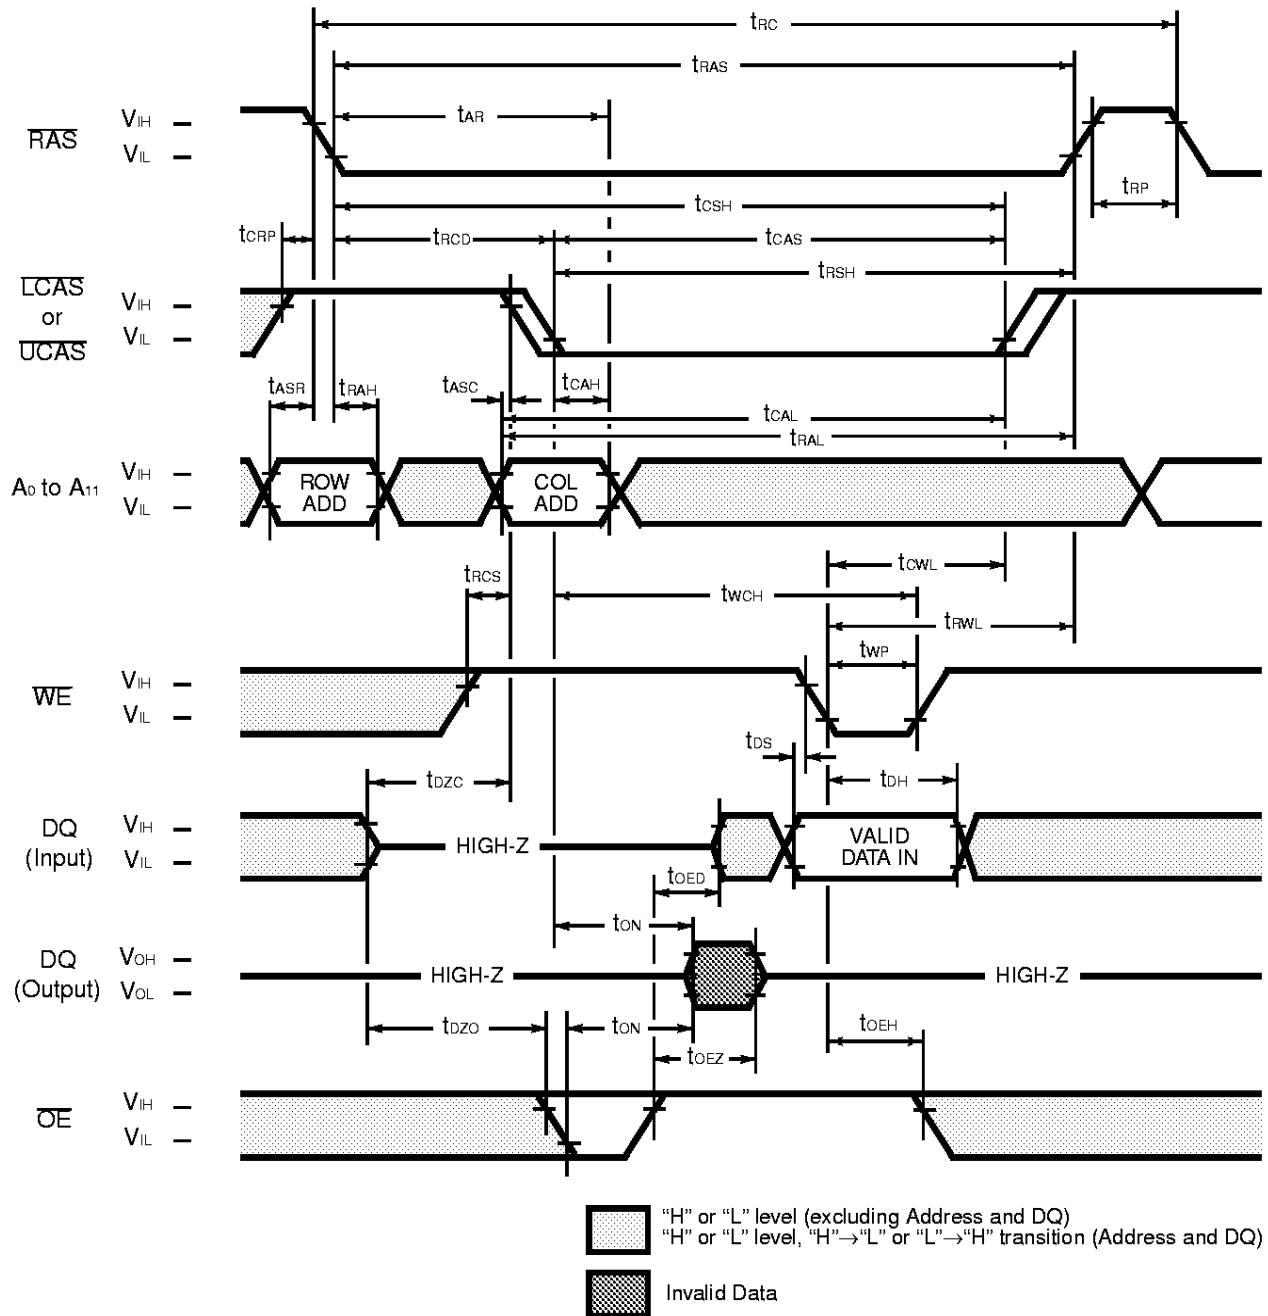 tRC
tRAS
tAR
RAS
VIH
VIL
tRP
tCSH
tCRP
tRCD
tCAS
tRSH
LCAS
or
UCAS
VIH
VIL
tASR
tRAH
tASC
tCAH
tCAL
tRAL
A0 to A11
VIH
VIL
ROW
ADD
COL
ADD
tCWL
tRCS
tWCH
tRWL
tWP
WE
VIH
VIL
tDS
tDZC
tDH
DQ
(Input)
VIH
VIL
HIGH-Z
VALID
DATA IN
tOED
tON
DQ
(Output)
VOH
VOL
HIGH-Z
HIGH-Z
tDZO
tON
tOEZ
tOEH
OE
VIH
VIL
“H” or “L” level (excluding Address and DQ)
“H” or “L” level, “H”→“L” or “L”→“H” transition (Address and DQ)
Invalid Data